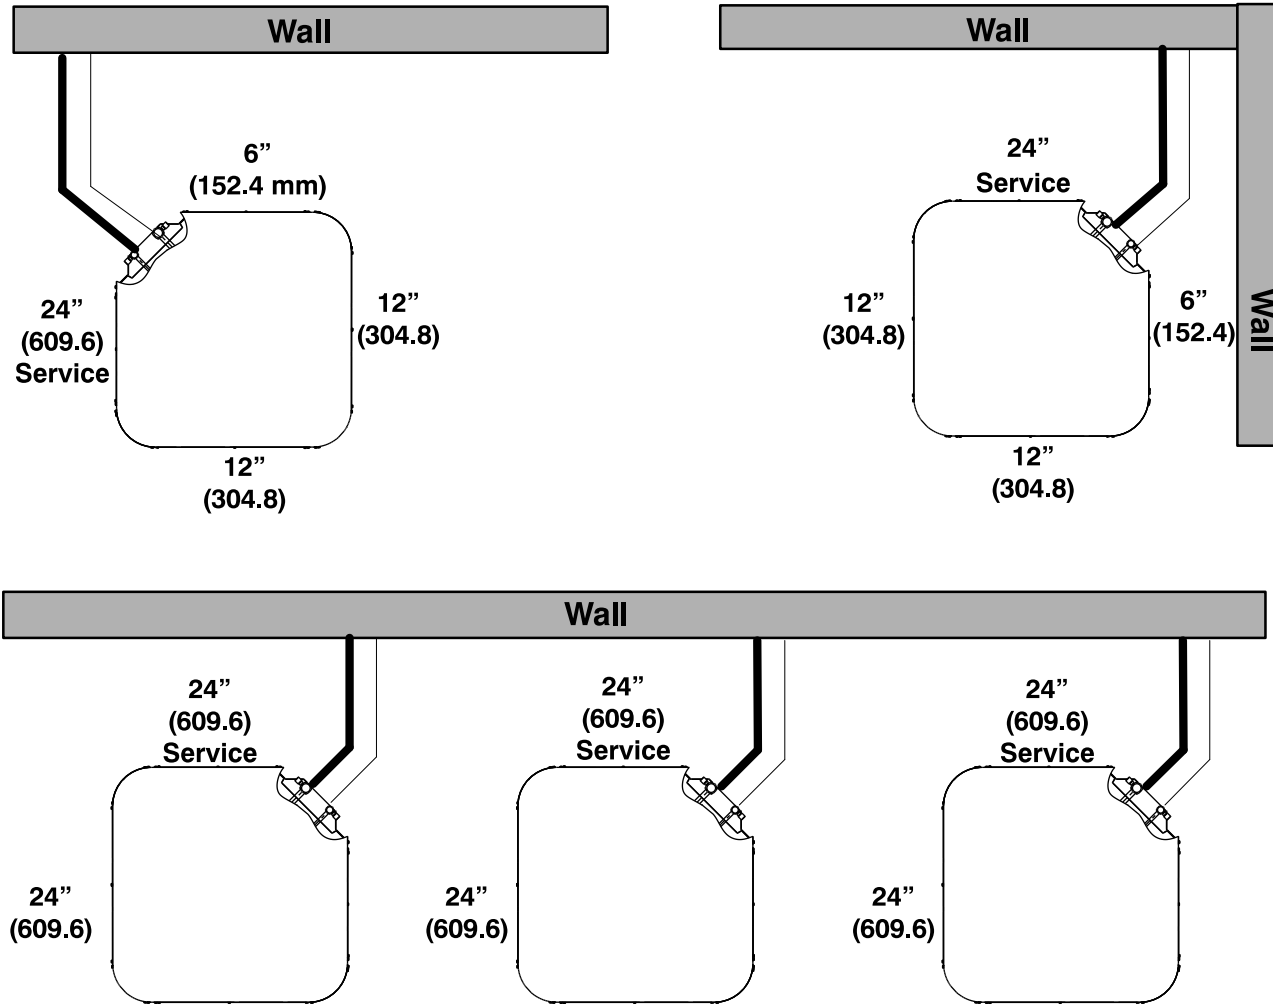 Wall
6”
(152.4 mm)
24”
(609.6)
Service
12”
(304.8)
12”
(304.8)
Wall
24”
Service
12”
(304.8)
6”
(152.4)
Wall
12”
(304.8)
Wall
24”
(609.6)
Service
24”
(609.6)
Service
24”
(609.6)
Service
24”
(609.6)
24”
(609.6)
24”
(609.6)